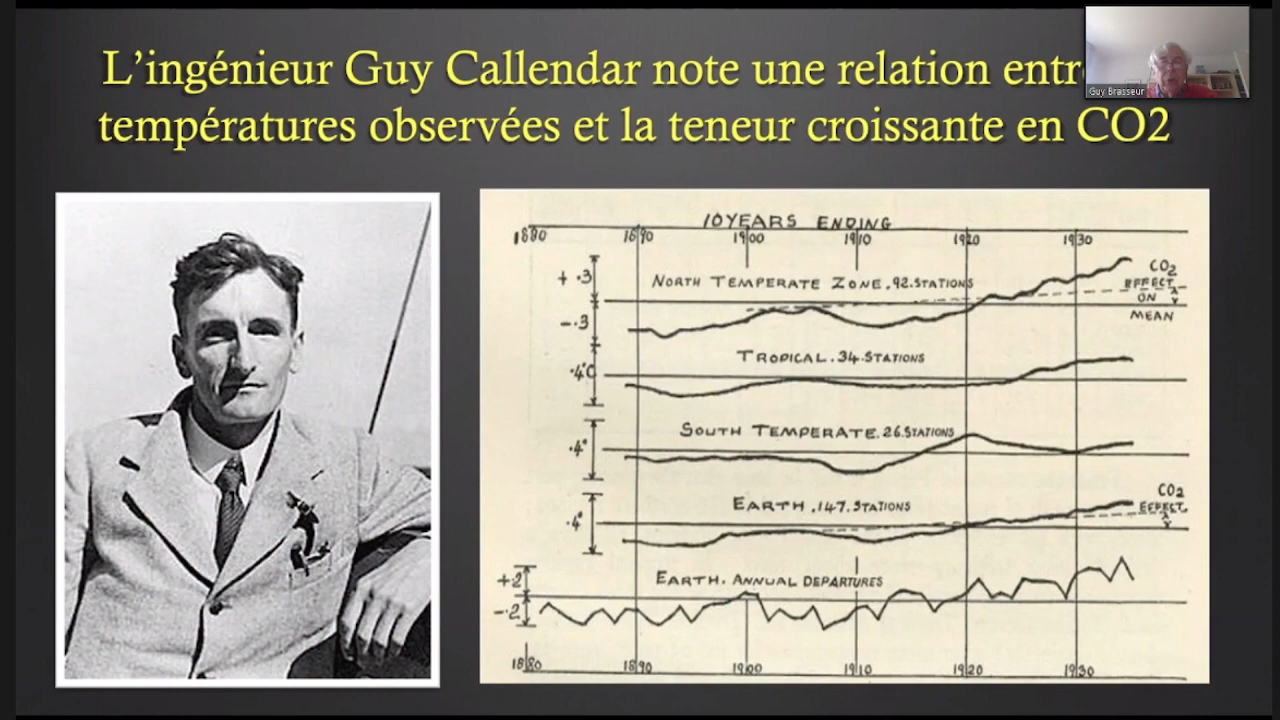 L'ingénieur Guy Callendar note une relation entre
températures observées et la teneur croissante en CO2
Guy Brasseur
10 YEARS ENDING
1880 1890 1900 1910 1920 1930
+.3
NORTH TEMPERATE ZONE.92.STATIONS
CO2
EFFECT
ON
MEAN
-.3
TROPICAL.34.STATIONS
.4°C
SOUTH TEMPERATE.26.STATIONS
.4°
CO2
EFFECT
EARTH.147.STATIONS
.4°
EARTH. ANNUAL DEPARTURES
+.2
-.2
1880 1890 1900 1910 1920 1930